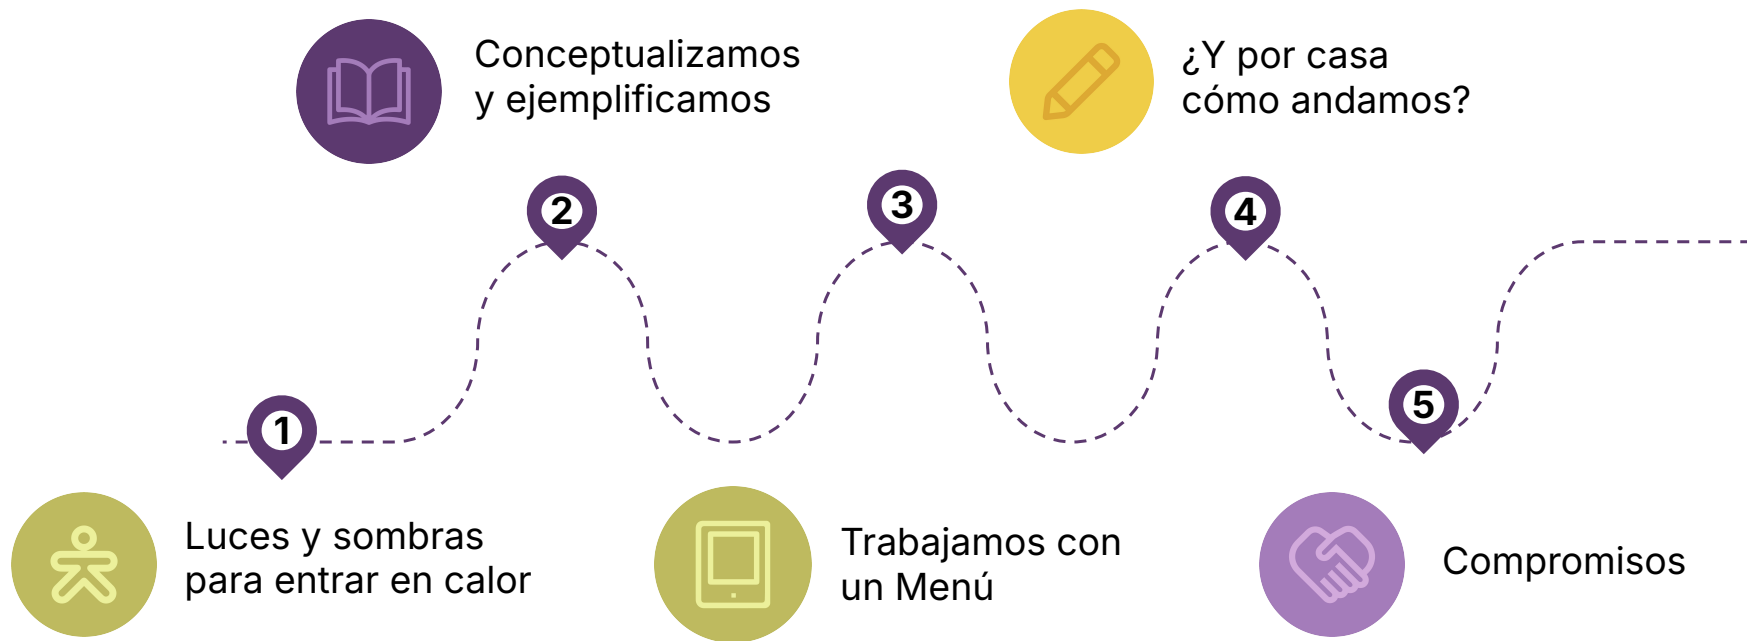 Conceptualizamos
y ejemplificamos
¿Y por casa
cómo andamos?
2
3
4
5
1
Luces y sombras
para entrar en calor
Trabajamos con
un Menú
Compromisos